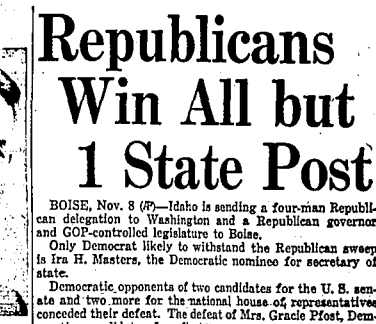 Republicans
Win All but
1 State Post
BOISE, Nov. 8 (AP)—Idaho is sending a four-man Republi-
can delegation to Washington and a Republican governor
and GOP-controlled legislature to Boise.
Only Democrat likely to withstand the Republican sweep
is Ira H. Masters, the Democratic nominee for secretary of
state.
Democratic opponents of two candidates for the U. S. sen-
ate and two more for the national house of representatives
conceded their defeat. The defeat of Mrs. Gracie Pfost, Dem-